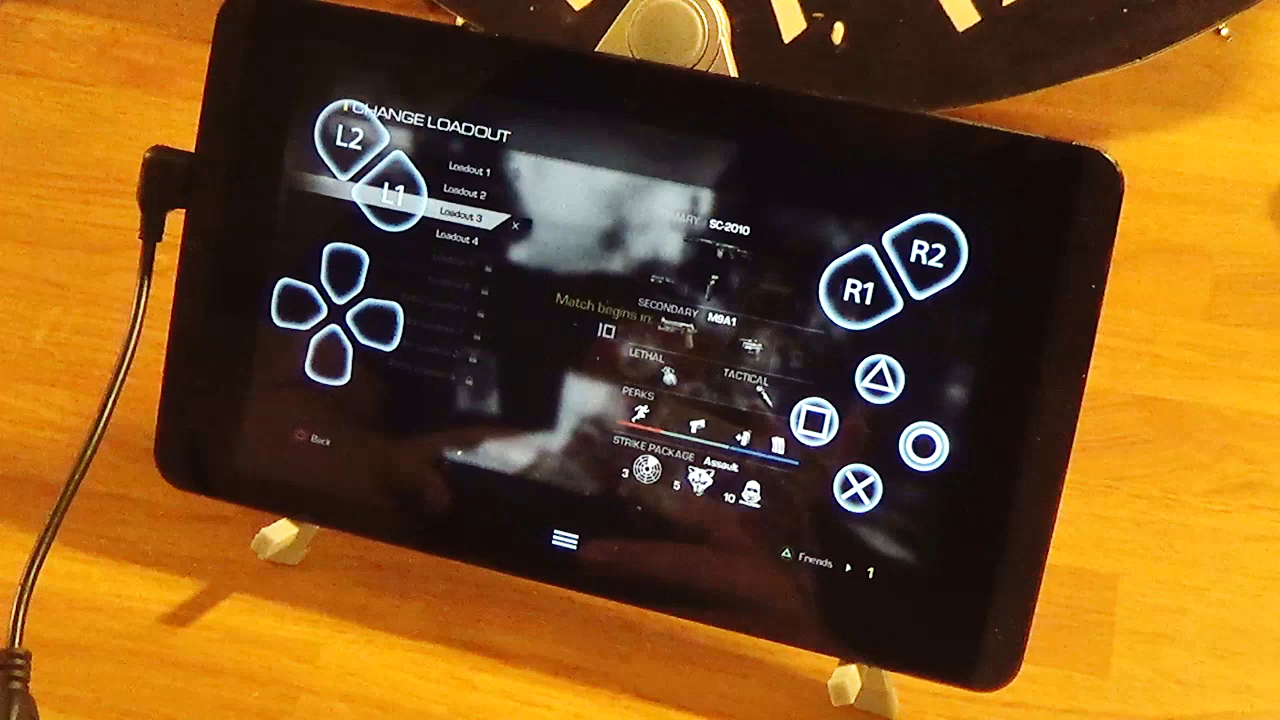 CHANGE LOADOUT
L2
L1
Loadout 1
Loadout 2
Loadout 3
Loadout 4
SC-2010
R2
R1
Match begins in:
10
SECONDARY M9A1
LETHAL
TACTICAL
PERKS
STRIKE PACKAGE Assault
3
5
10
Back
Friends 1